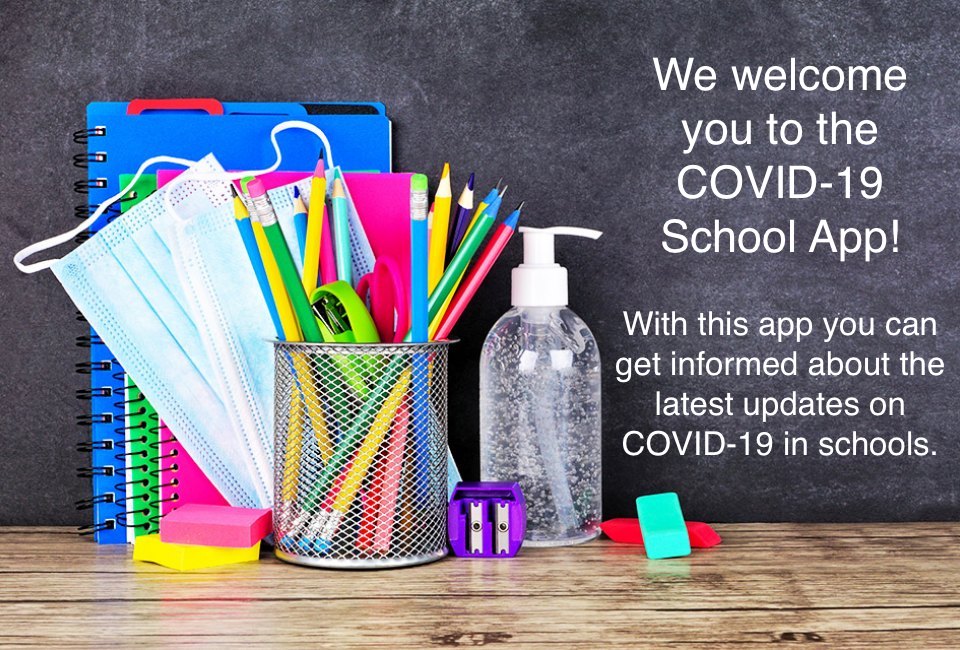 We welcome
you to the
COVID-19
School App!
With this app you can
get informed about the
latest updates on
COVID-19 in schools.